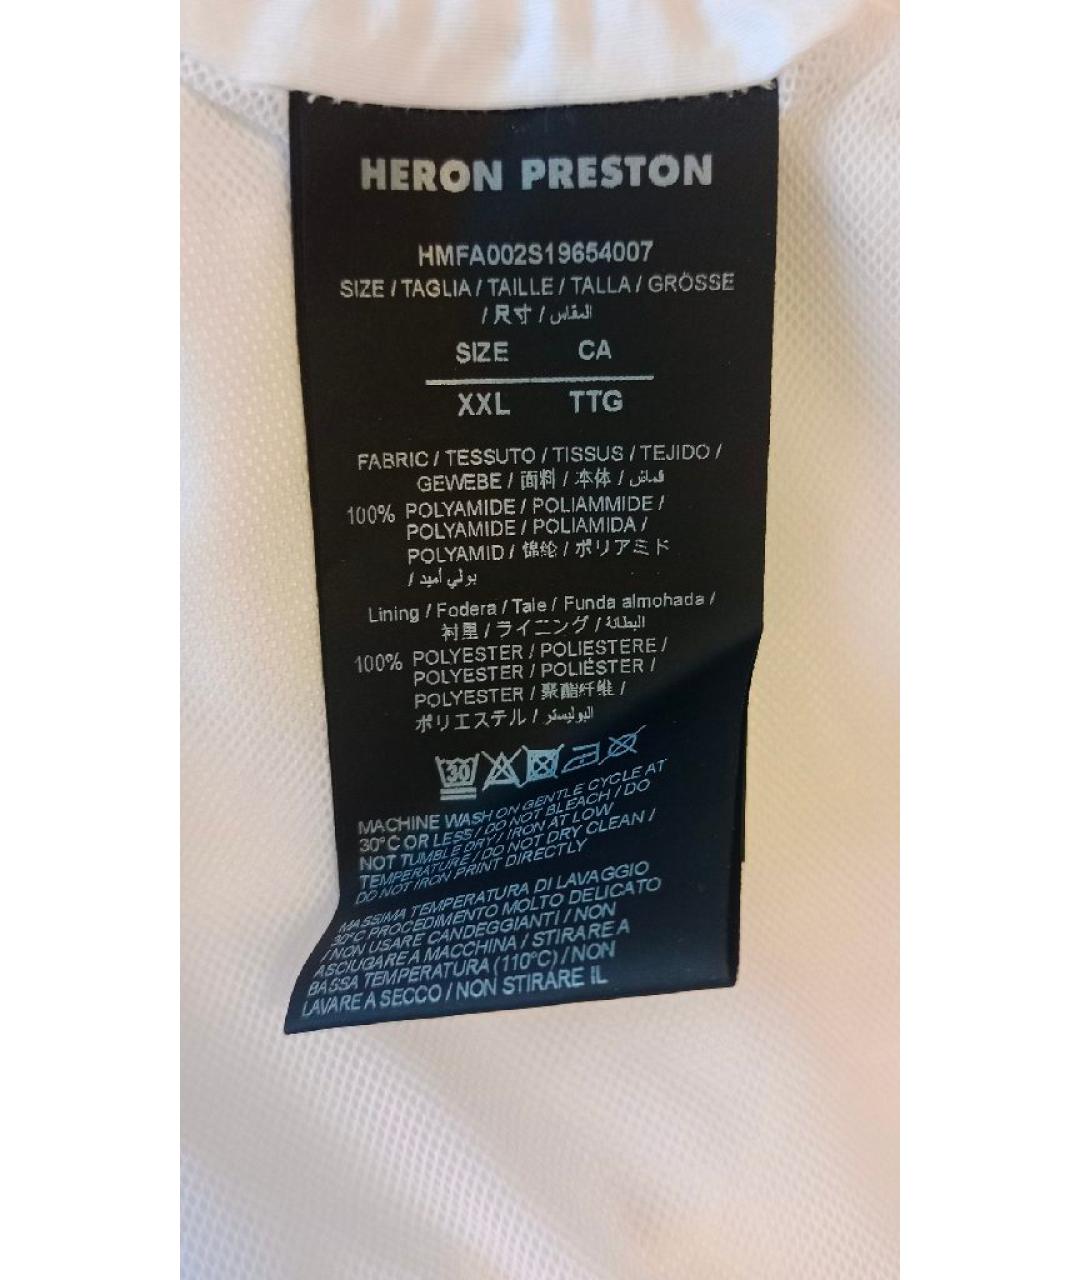 HERON PRESTON
HMFA002S19654007
SIZE / TAGLIA / TAILLE / TALLA / GRÖSSE
/ 尺寸 / المقاس
SIZE CA
XXL TTG
FABRIC / TESSUTO / TISSUS / TEJIDO /
GEWEBE / 面料 / 本体 / قماش
100% POLYAMIDE / POLIAMMIDE /
POLYAMIDE / POLIAMIDA /
POLYAMID / 锦纶 / ポリアミド
/ بولي أميد
Lining / Fodera / Taie / Funda almohada /
衬里 / ライニング / البطانة
100% POLYESTER / POLIESTERE /
POLYESTER / POLIÉSTER /
POLYESTER / 聚酯纤维 /
ポリエステル / البوليستر
30
MACHINE WASH ON GENTLE CYCLE AT
30°C OR LESS / DO NOT BLEACH / DO
NOT TUMBLE DRY / IRON AT LOW
TEMPERATURE / DO NOT DRY CLEAN /
DO NOT IRON PRINT DIRECTLY
MASSIMA TEMPERATURA DI LAVAGGIO
30°C PROCEDIMENTO MOLTO DELICATO
/ NON USARE CANDEGGIANTI / NON
ASCIUGARE A MACCHINA / STIRARE A
BASSA TEMPERATURA (110°C) / NON
LAVARE A SECCO / NON STIRARE IL